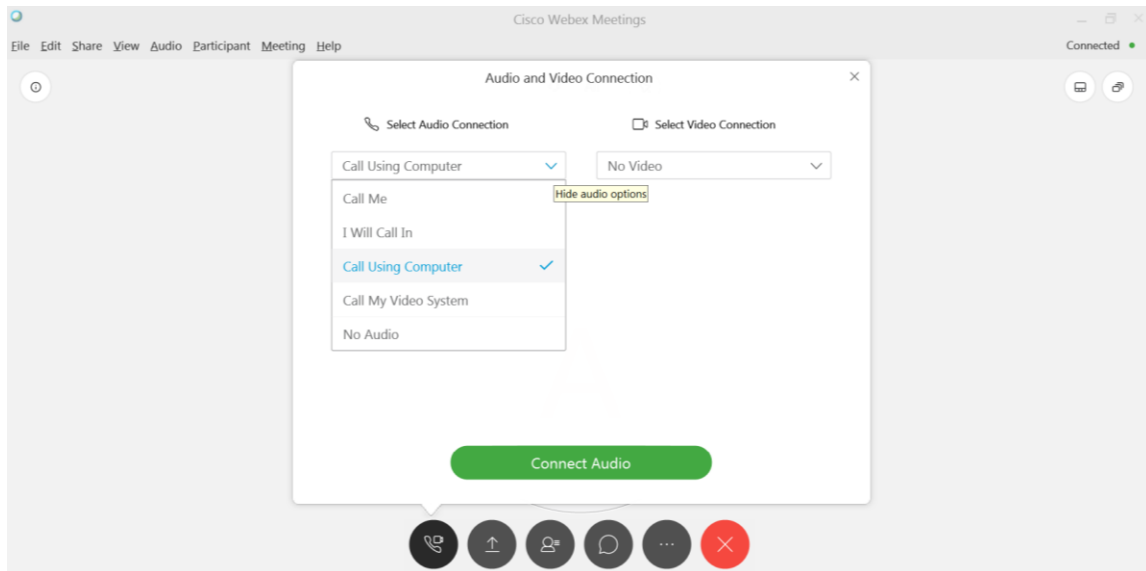 Cisco Webex Meetings
File Edit Share View Audio Participant Meeting Help
Connected
Audio and Video Connection
Select Audio Connection
Select Video Connection
Call Using Computer
No Video
Hide audio options
Call Me
I Will Call In
Call Using Computer
Call My Video System
No Audio
Connect Audio